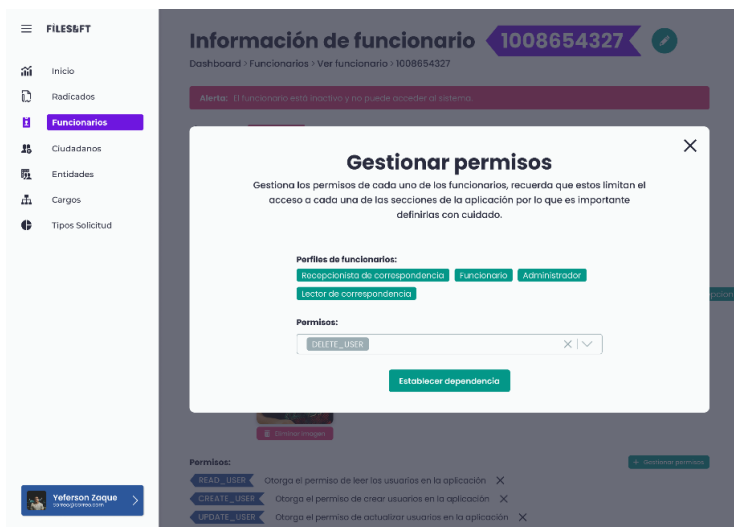 FILESOFT
Inicio
Radicados
Funcionarios
Ciudadanos
Entidades
Cargos
Tipos Solicitud
Yeferson Zaque
correo@correo.com
Información de funcionario 1008654327
Dashboard > Funcionarios > Ver funcionario > 1008654327
Alerta: El funcionario está inactivo y no puede acceder al sistema.
Gestionar permisos
Gestiona los permisos de cada uno de los funcionarios, recuerda que estos limitan el
acceso a cada una de las secciones de la aplicación por lo que es importante
definirlas con cuidado.
Perfiles de funcionarios:
Recepcionista de correspondencia Funcionario Administrador
Lector de correspondencia
Permisos:
DELETE_USER
Establecer dependencia
Eliminar imagen
Permisos:
+ Gestionar permisos
READ_USER Otorga el permiso de leer los usuarios en la aplicación
CREATE_USER Otorga el permiso de crear usuarios en la aplicación
UPDATE_USER Otorga el permiso de actualizar usuarios en la aplicación